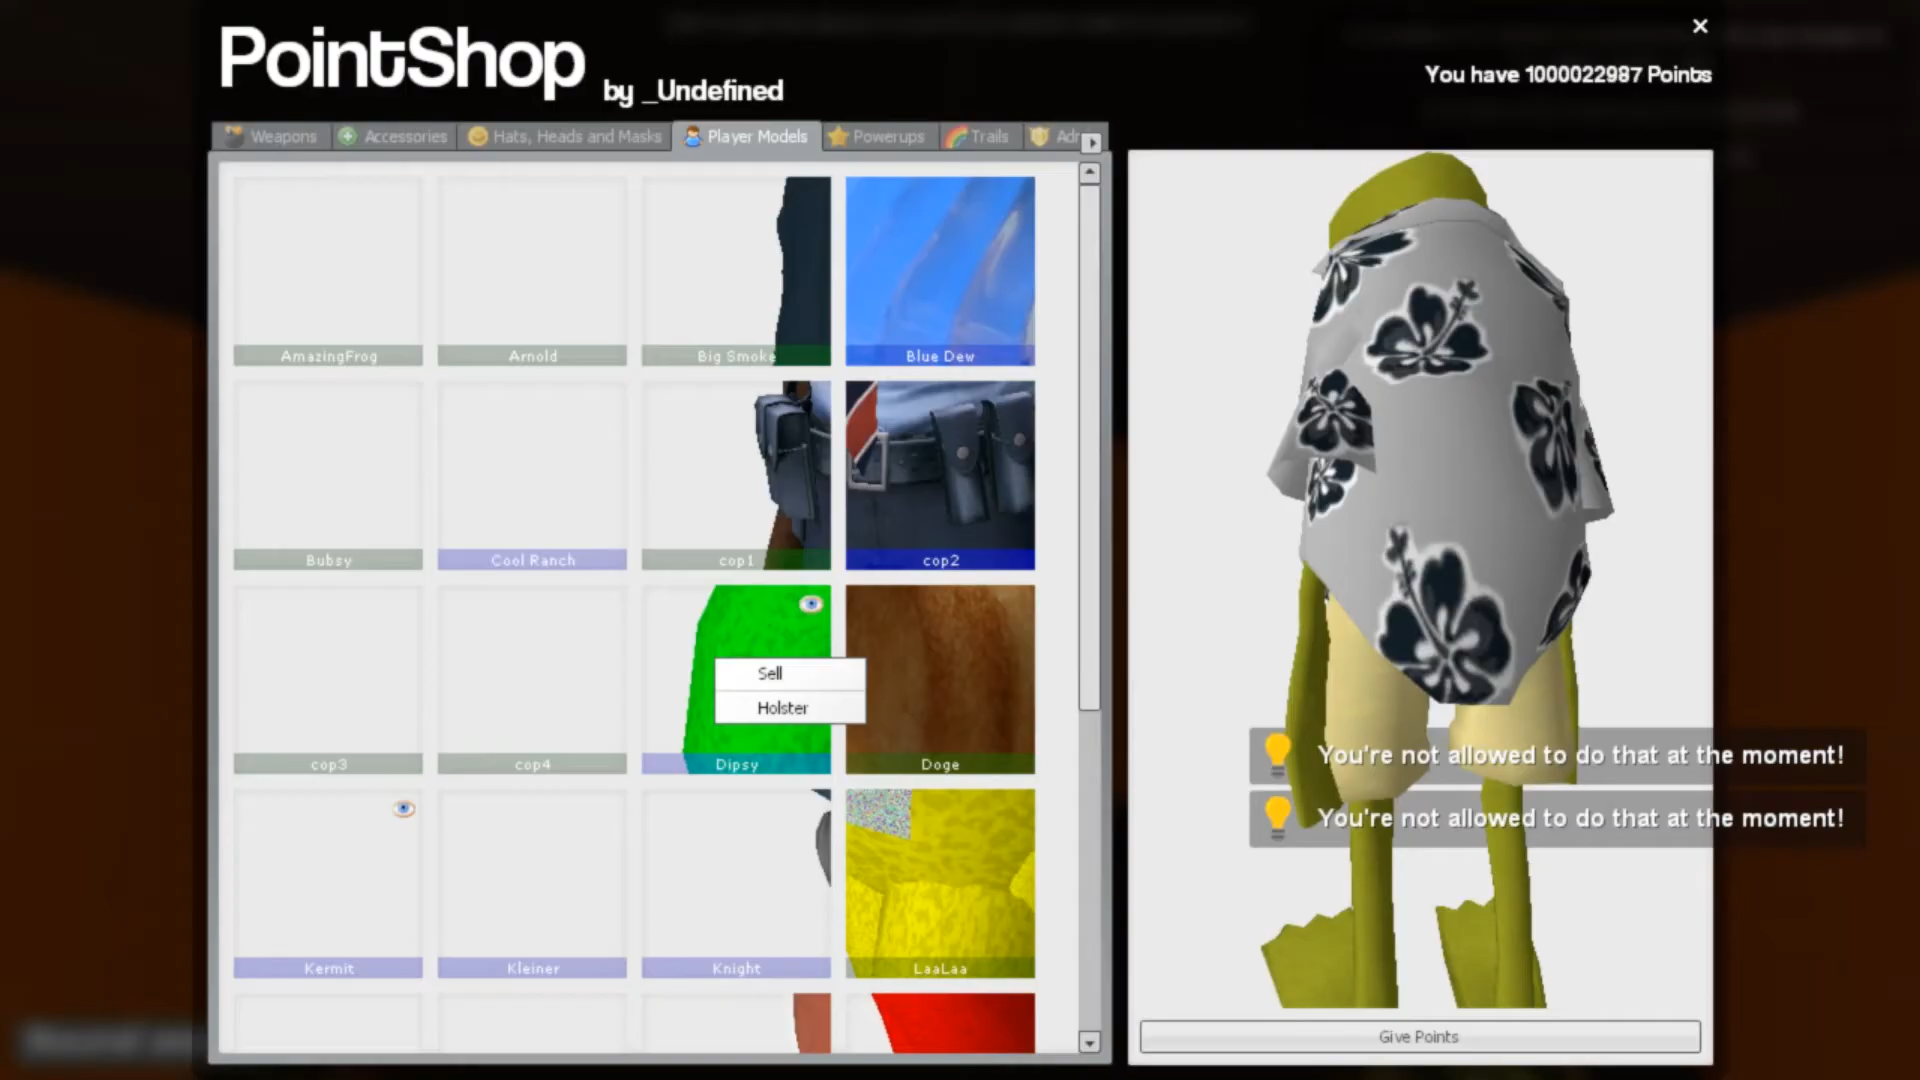 PointShop by _Undefined
You have 1000022987 Points
Weapons Accessories Hats, Heads and Masks Player Models Powerups Trails
AmazingFrog Arnold Big Smoke Blue Dew
Bubsy Cool Ranch cop1 cop2
Sell
Holster
cop3 cop4 Dipsy Doge
You're not allowed to do that at the moment!
You're not allowed to do that at the moment!
Kermit Kleiner Knight LaaLaa
Give Points